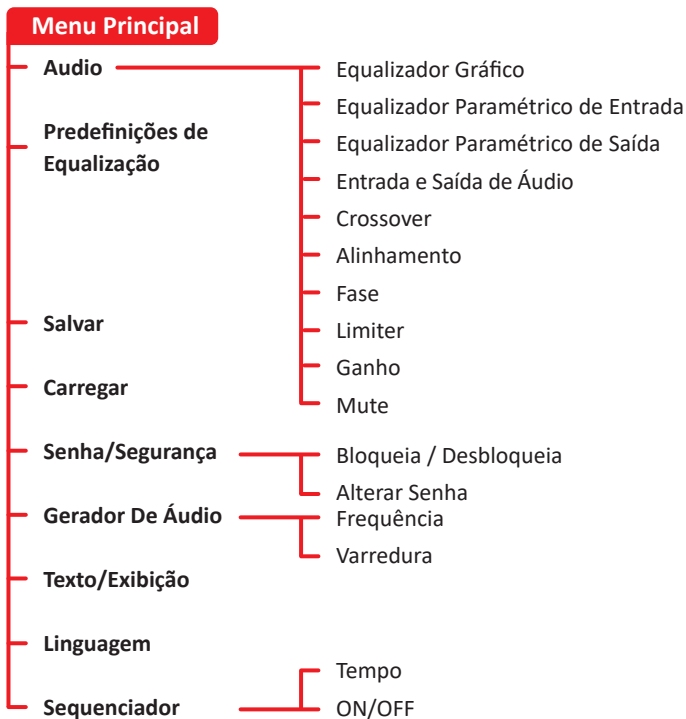 Menu Principal
Audio
Equalizador Gráfico
Equalizador Paramétrico de Entrada
Equalizador Paramétrico de Saída
Entrada e Saída de Áudio
Crossover
Alinhamento
Fase
Limiter
Ganho
Mute
Predefinições de
Equalização
Salvar
Carregar
Senha/Segurança
Bloqueia / Desbloqueia
Alterar Senha
Gerador De Áudio
Frequência
Varredura
Texto/Exibição
Linguagem
Sequenciador
Tempo
ON/OFF